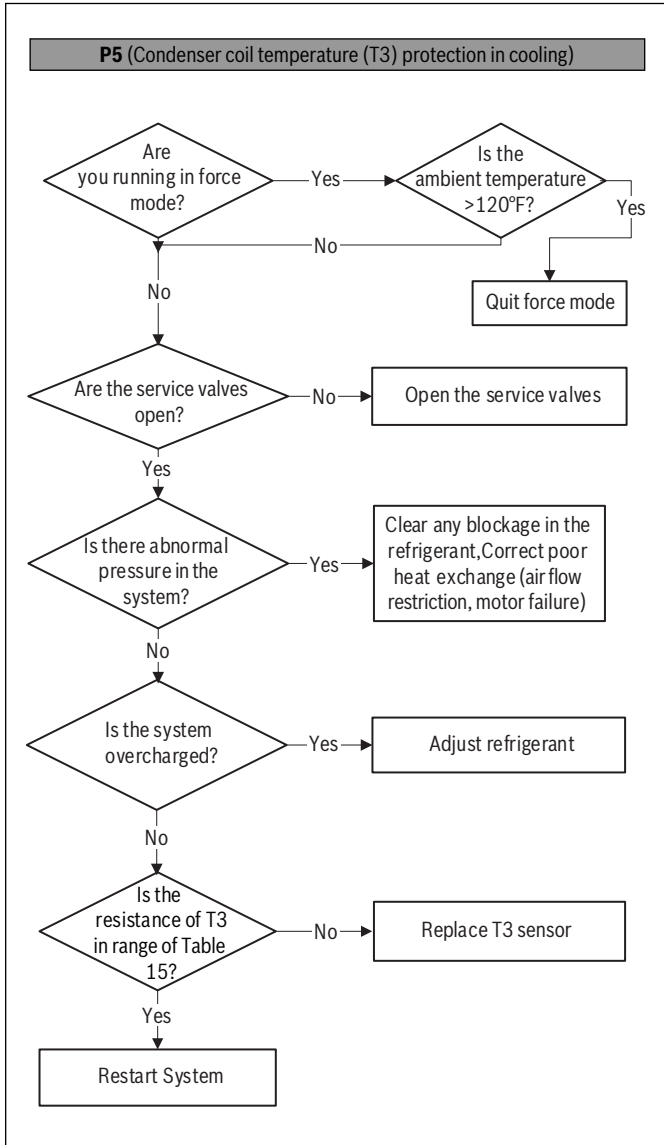 P5 (Condenser coil temperature (T3) protection in cooling)
Are
you running in force
mode?
Yes
Is the
ambient temperature
>120°F?
Yes
No
No
Quit force mode
Are the service valves
open?
No
Open the service valves
Yes
Is there abnormal
pressure in the
system?
Yes
Clear any blockage in the
refrigerant,Correct poor
heat exchange (air flow
restriction, motor failure)
No
Is the system
overcharged?
Yes
Adjust refrigerant
No
Is the
resistance of T3
in range of Table
15?
No
Replace T3 sensor
Yes
Restart System